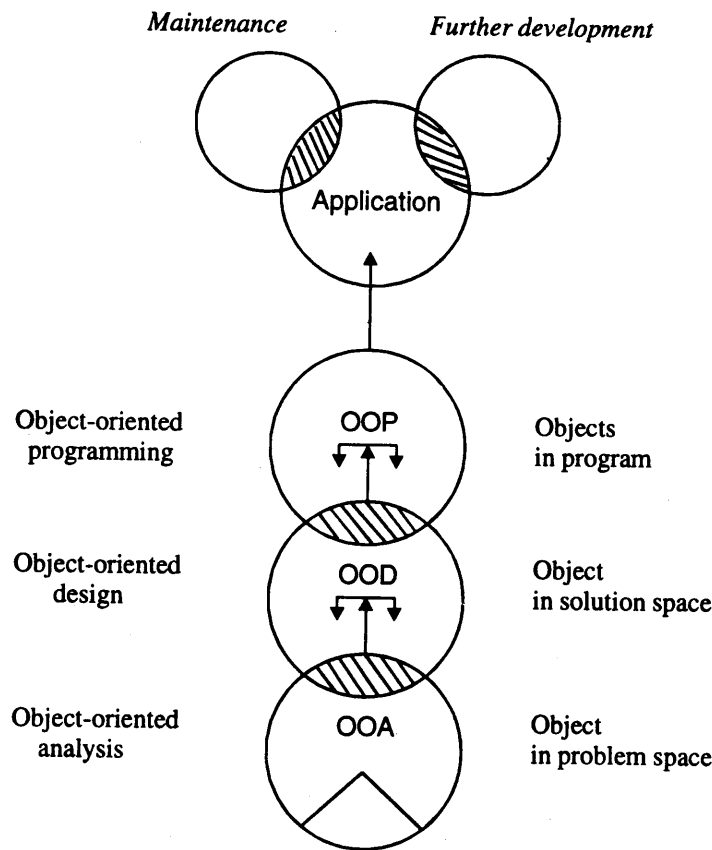 Maintenance
Further development
Application
Object-oriented
programming
OOP
Objects
in program
Object-oriented
design
OOD
Object
in solution space
Object-oriented
analysis
OOA
Object
in problem space